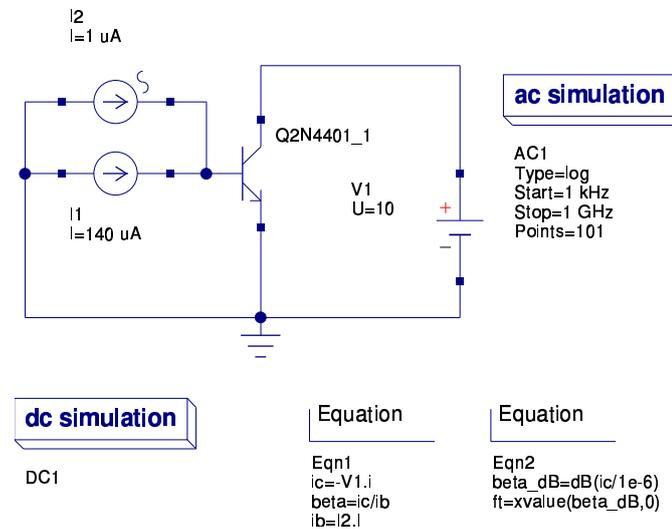 I2
I=1 uA
Q2N4401_1
I1
I=140 uA
V1
U=10
+
−
ac simulation
AC1
Type=log
Start=1 kHz
Stop=1 GHz
Points=101
dc simulation
DC1
Equation
Eqn1
ic=-V1.i
beta=ic/ib
ib=I2.I
Equation
Eqn2
beta_dB=dB(ic/1e-6)
ft=xvalue(beta_dB,0)